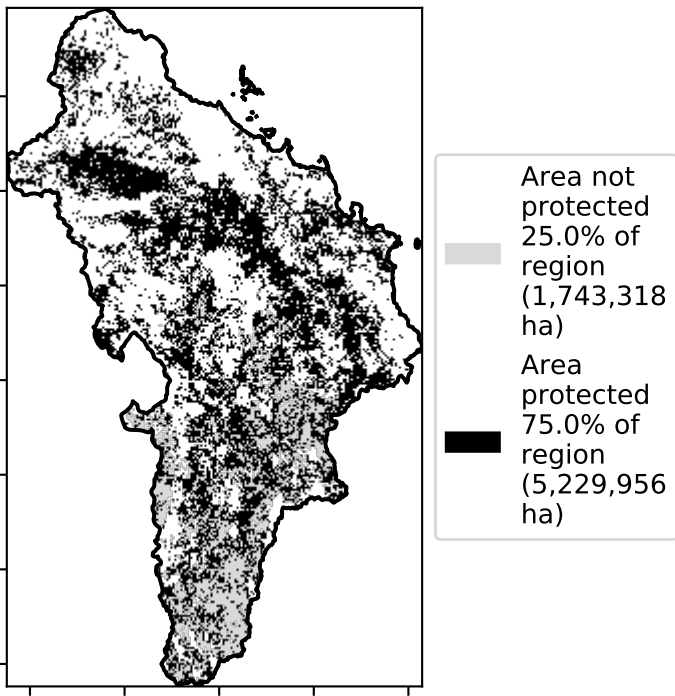 Area not
protected
25.0% of
region
(1,743,318
ha)
Area
protected
75.0% of
region
(5,229,956
ha)